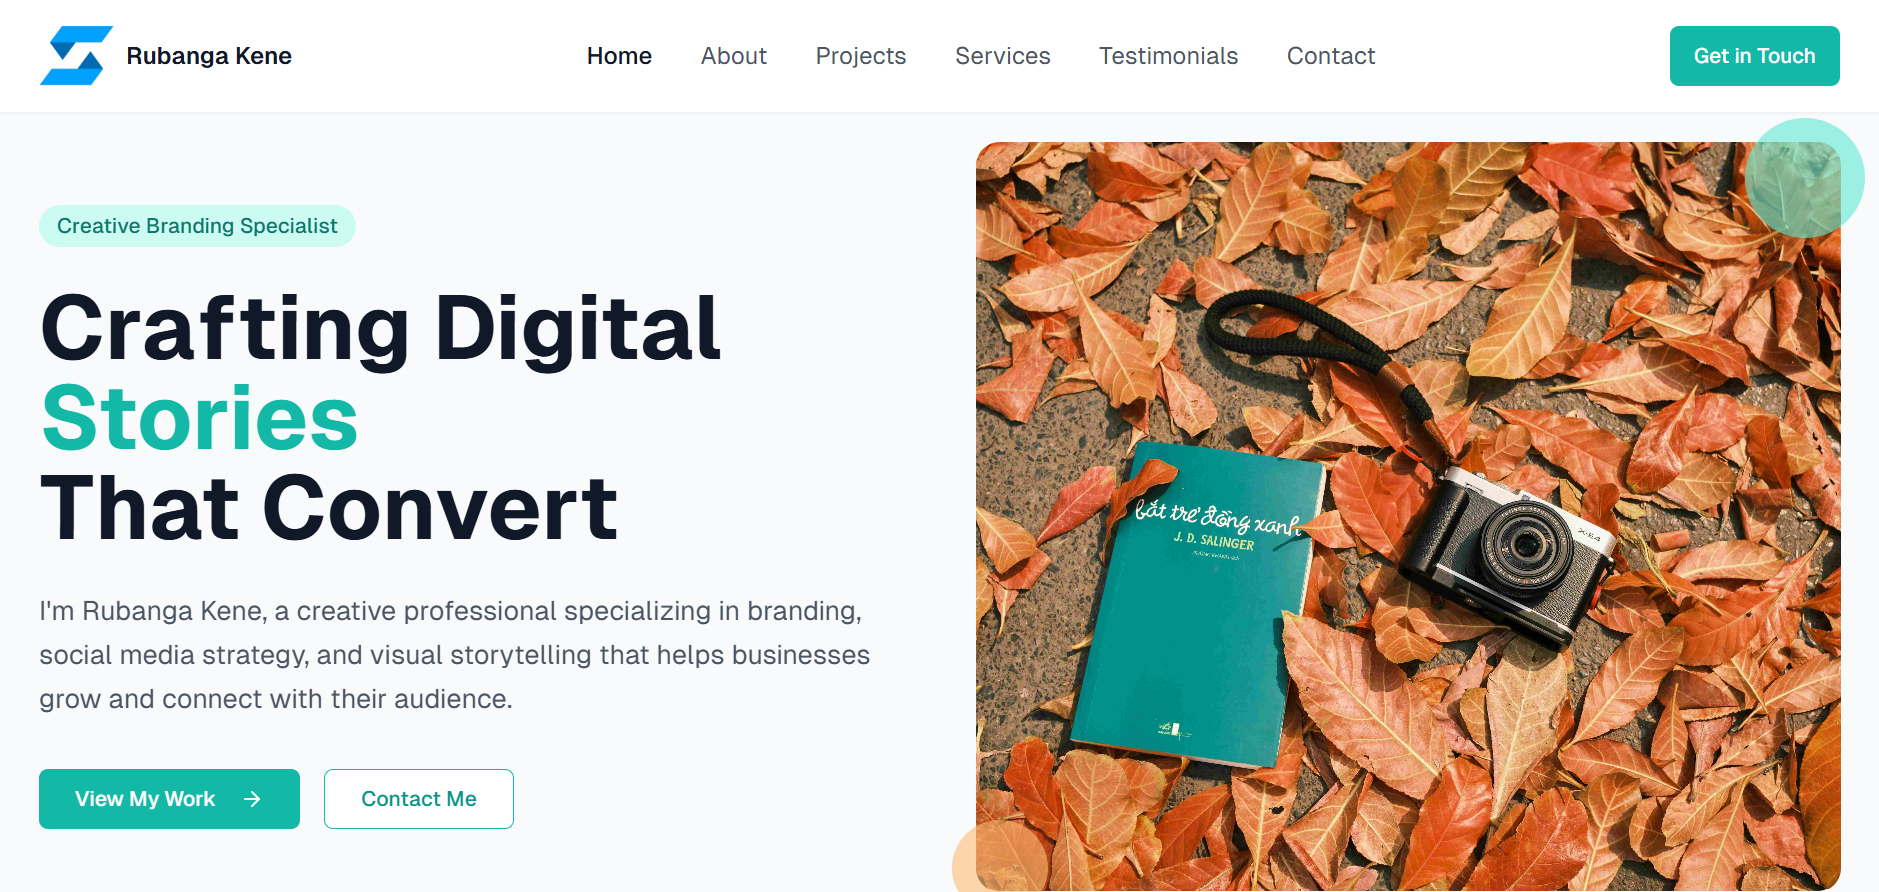 Rubanga Kene
Home
About
Projects
Services
Testimonials
Contact
Get in Touch
Creative Branding Specialist
Crafting Digital
Stories
That Convert
I'm Rubanga Kene, a creative professional specializing in branding,
social media strategy, and visual storytelling that helps businesses
grow and connect with their audience.
View My Work
Contact Me
bắt trẻ đồng xanh
J. D. SALINGER